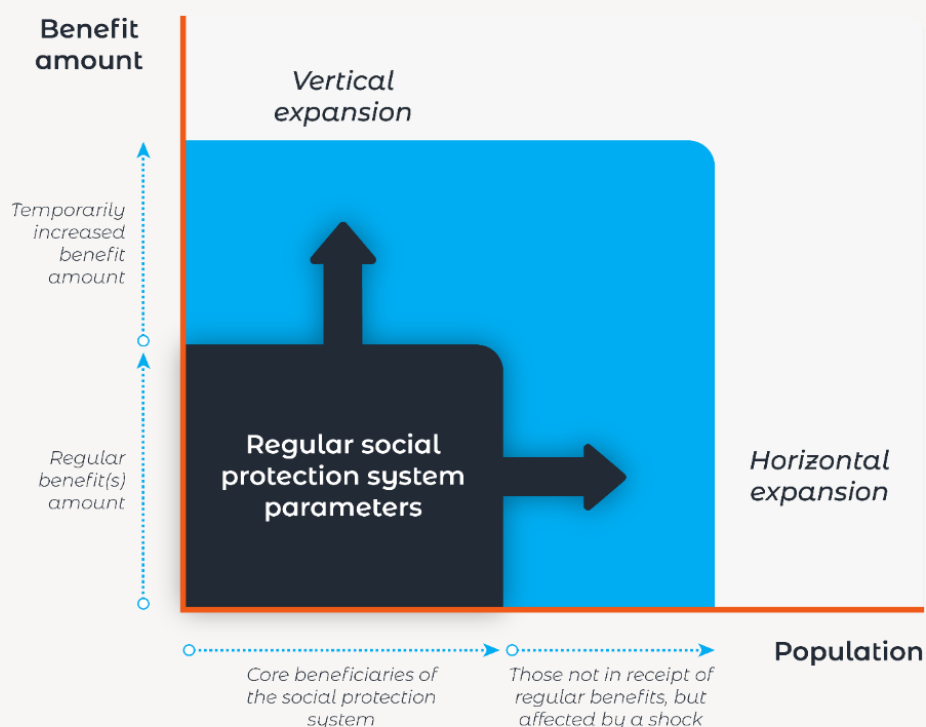 Benefit
amount
Vertical
expansion
Temporarily
increased
benefit
amount
Regular social
protection system
parameters
Regular
benefit(s)
amount
Horizontal
expansion
Population
Core beneficiaries of
the social protection
system
Those not in receipt of
regular benefits, but
affected by a shock